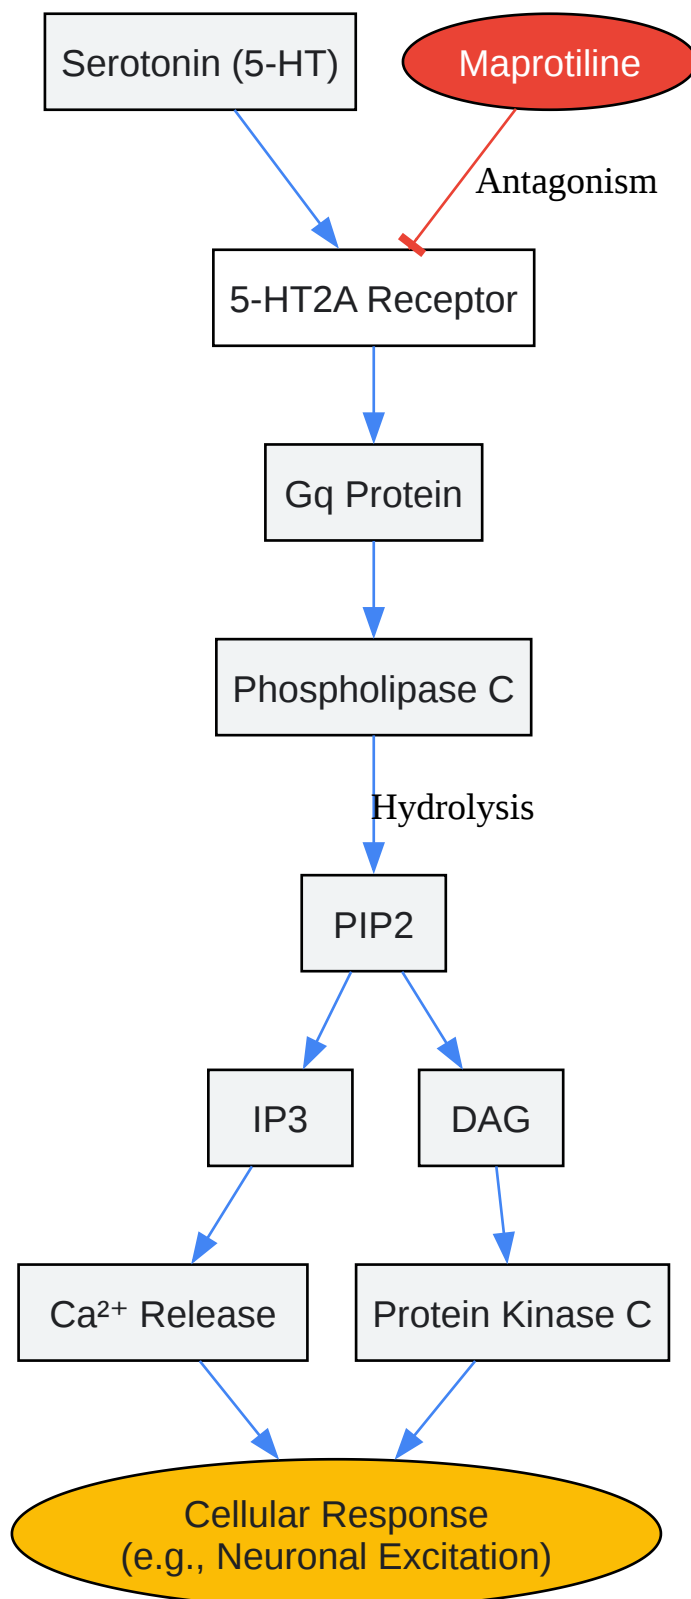 Serotonin (5-HT)
Maprotiline
Antagonism
5-HT2A Receptor
Gq Protein
Phospholipase C
Hydrolysis
PIP2
IP3
DAG
Ca²⁺ Release
Protein Kinase C
Cellular Response
(e.g., Neuronal Excitation)